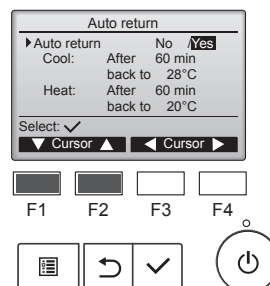 Auto return
Auto return No / Yes
Cool: After 60 min
back to 28°C
Heat: After 60 min
back to 20°C
Select: ✓
▼ Cursor ▲ ◀ Cursor ▶
F1 F2 F3 F4